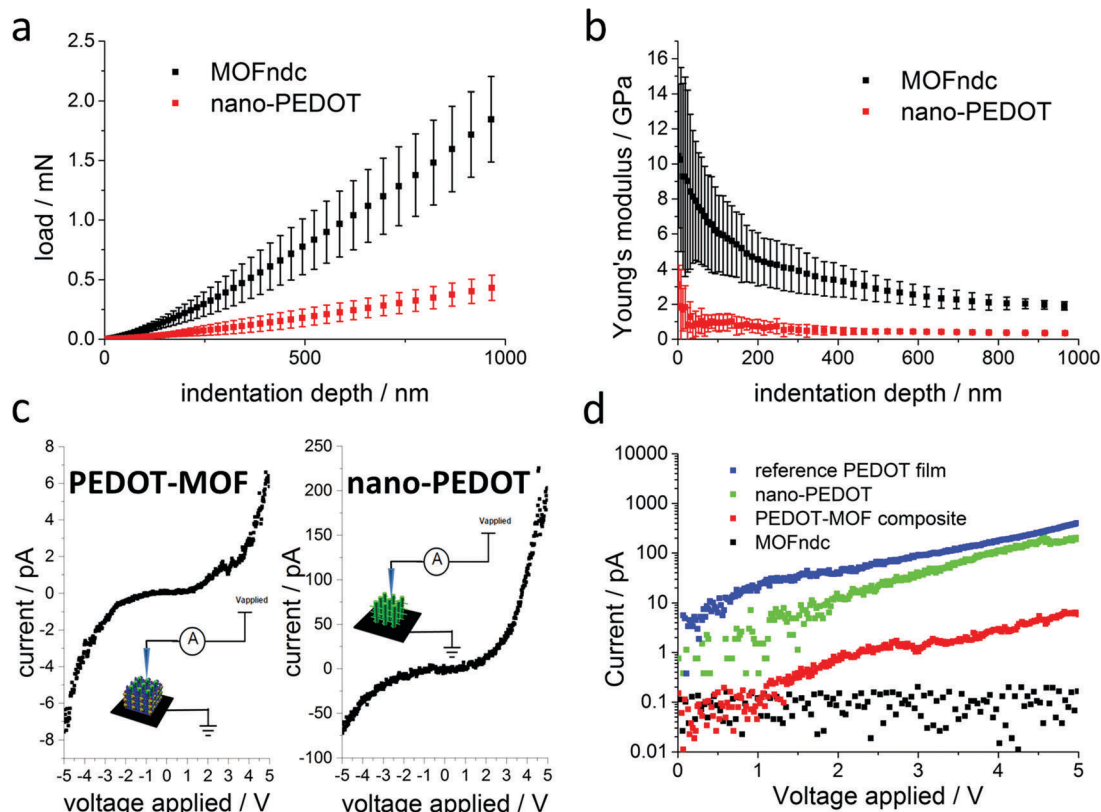 a
2.5
2.0
1.5
1.0
0.5
0.0
load / mN
MOFndc
nano-PEDOT
500
1000
indentation depth / nm
b
16
14
12
10
8
6
4
2
0
Young's modulus / GPa
MOFndc
nano-PEDOT
0
200
400
600
800
1000
indentation depth / nm
c
8
6
4
2
0
-2
-4
-6
-8
current / pA
PEDOT-MOF
Vapplied
A
-5 -4 -3 -2 -1 0 1 2 3 4 5
voltage applied / V
250
200
150
100
50
0
-50
-100
current / pA
nano-PEDOT
Vapplied
A
-5 -4 -3 -2 -1 0 1 2 3 4 5
voltage applied / V
d
10000
1000
100
10
1
0.1
0.01
Current / pA
reference PEDOT film
nano-PEDOT
PEDOT-MOF composite
MOFndc
0
1
2
3
4
5
Voltage applied / V